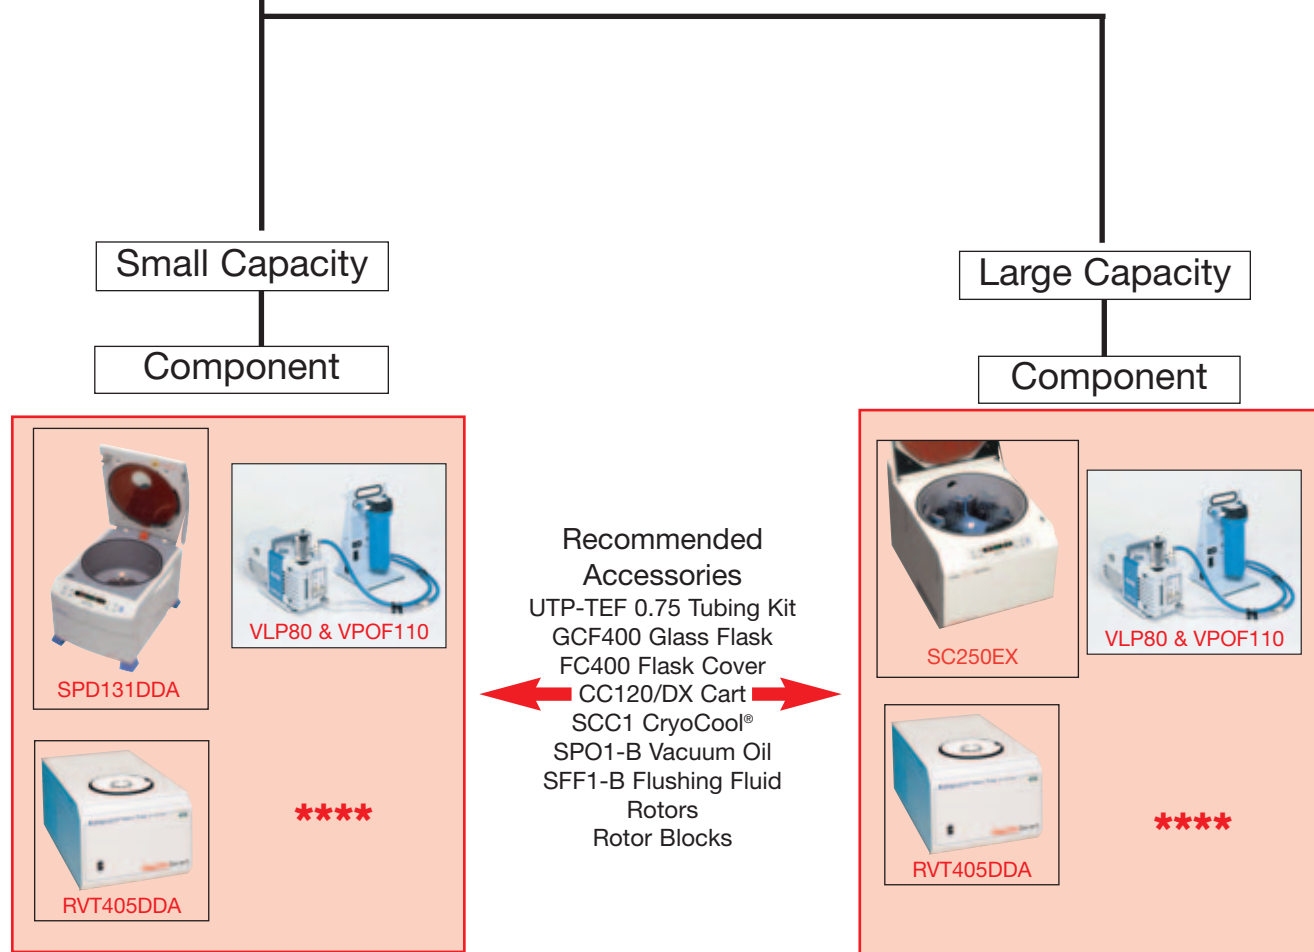 Small Capacity
Component
SPD131DDA
VLP80 & VPOF110
RVT405DDA
****
Recommended
Accessories
UTP-TEF 0.75 Tubing Kit
GCF400 Glass Flask
FC400 Flask Cover
CC120/DX Cart
SCC1 CryoCool®
SPO1-B Vacuum Oil
SFF1-B Flushing Fluid
Rotors
Rotor Blocks
Large Capacity
Component
SC250EX
VLP80 & VPOF110
RVT405DDA
****